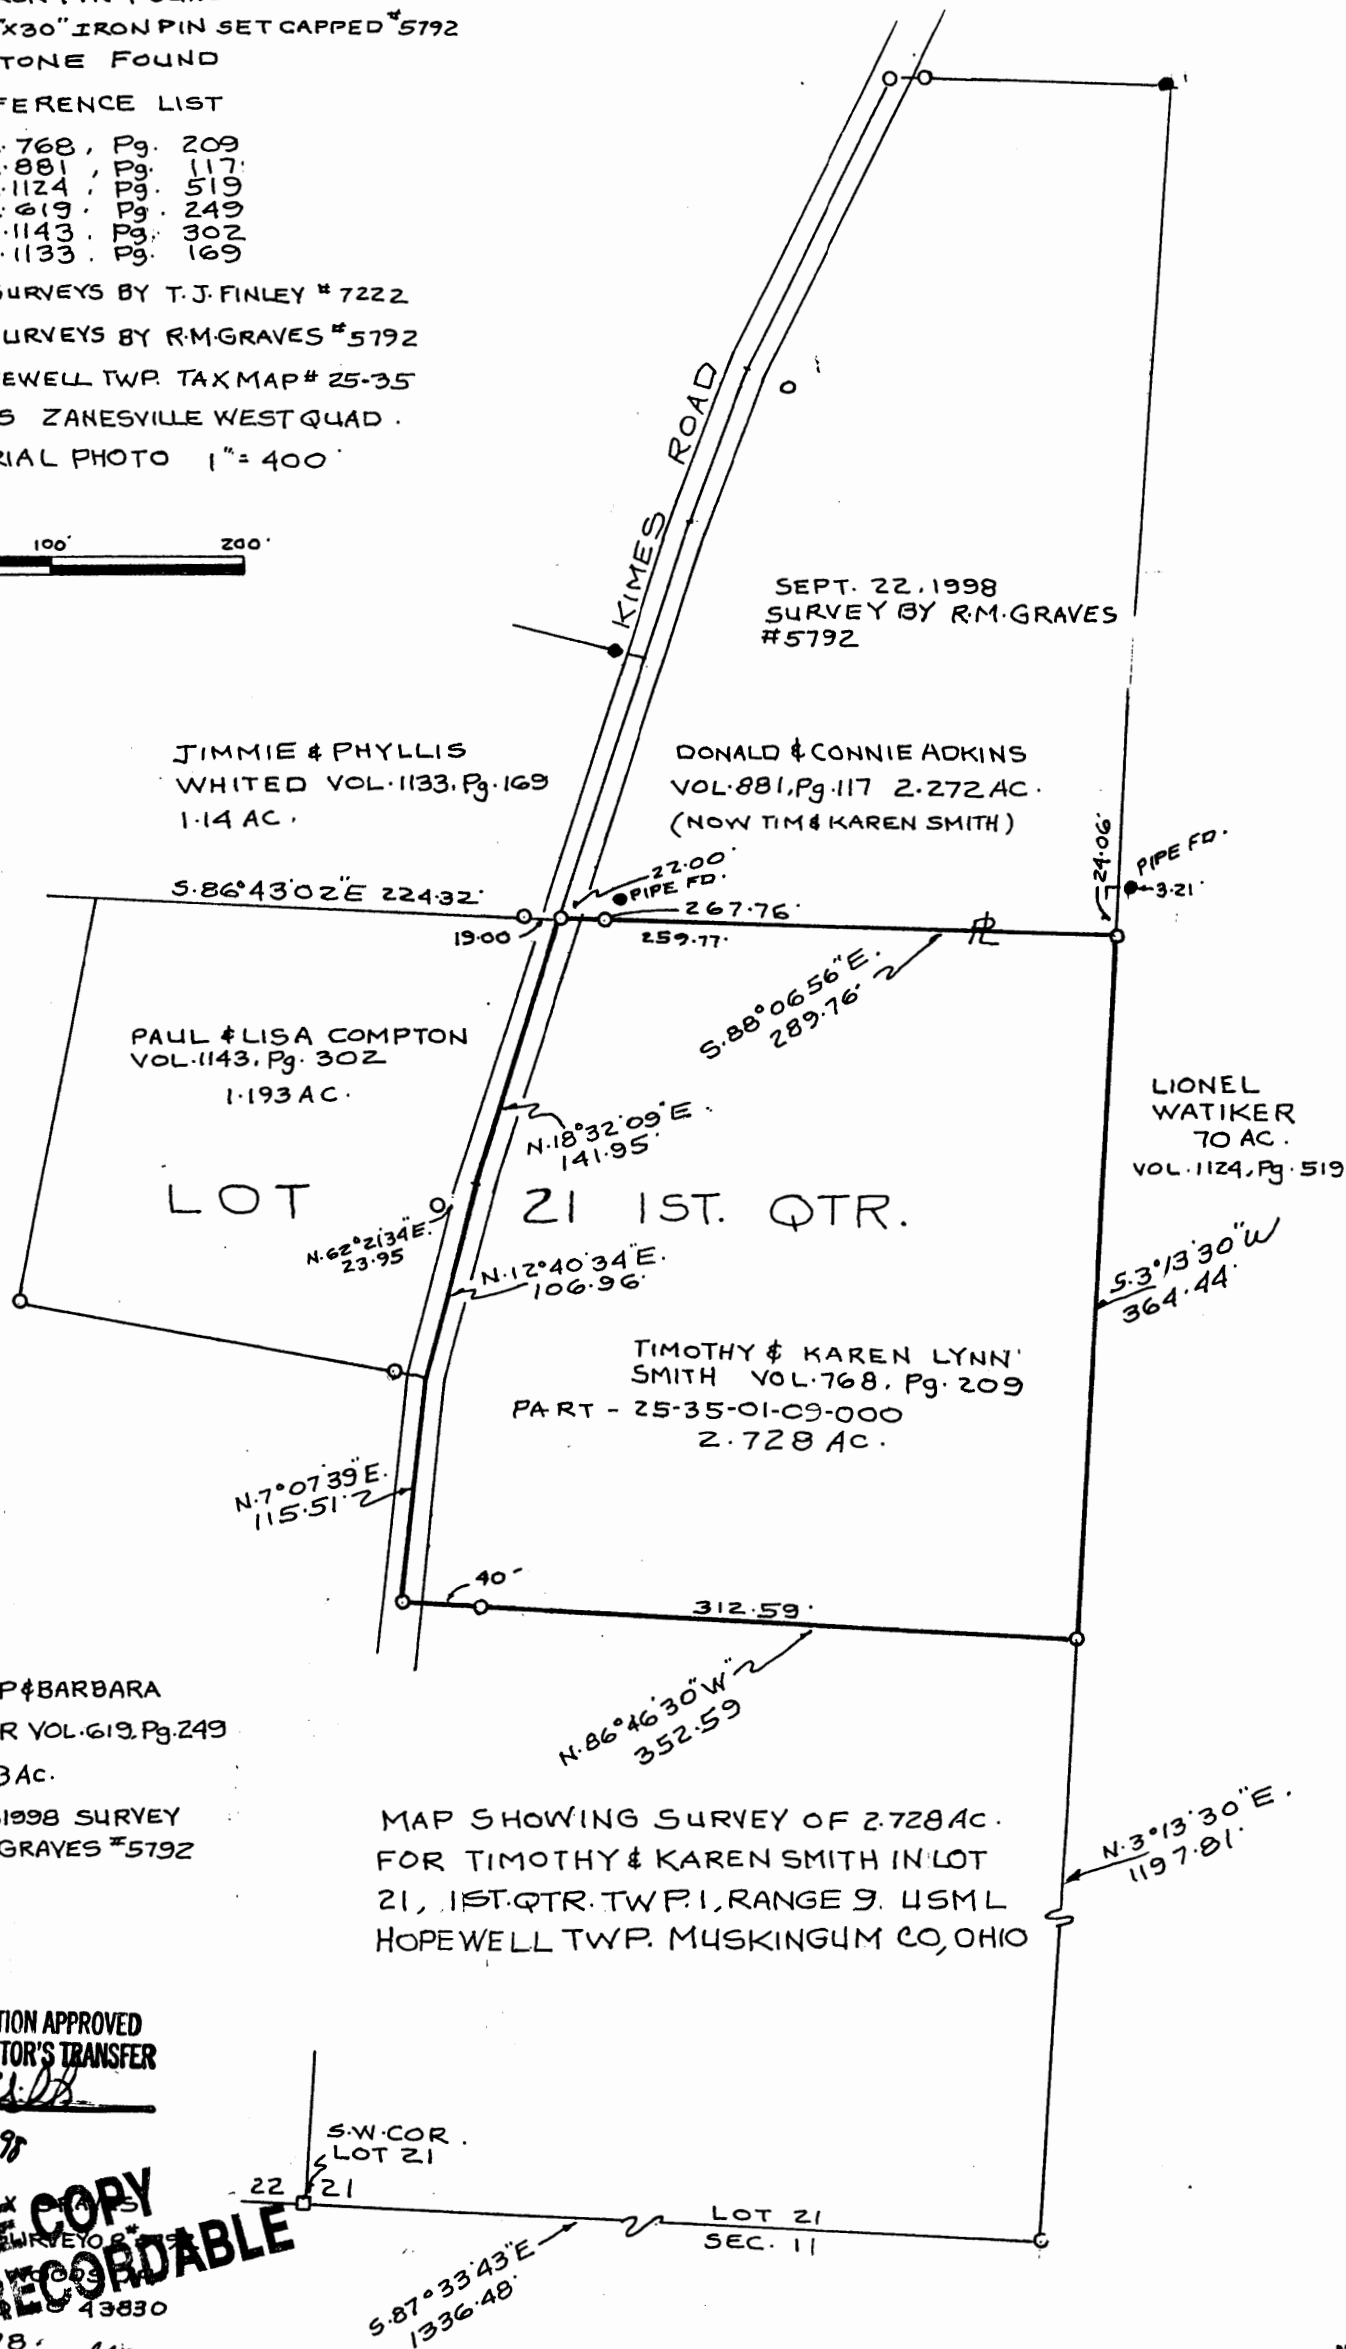 X30" IRON PIN SET CAPPED #5792
TONE FOUND
FERENCE LIST
768, Pg. 209
881, Pg. 117
1124, Pg. 519
619, Pg. 249
1143, Pg. 302
1133, Pg. 169
SURVEYS BY T.J. FINLEY #7222
URVEYS BY R.M. GRAVES #5792
EWELL TWP. TAX MAP # 25-35
S ZANESVILLE WEST QUAD.
RIAL PHOTO 1"=400'
100' 200'
KIMES ROAD
SEPT. 22, 1998
SURVEY BY R.M. GRAVES
#5792
JIMMIE & PHYLLIS
WHITED VOL. 1133, Pg. 169
1.14 AC.
DONALD & CONNIE ADKINS
VOL. 881, Pg. 117 2.272 AC.
(NOW TIM & KAREN SMITH)
24.06'
PIPE FD.
3.21'
22.00'
PIPE FD.
S.86°43'02"E 224.32'
267.76'
19.00
259.77'
PL
S.88°06'56"E.
289.76'
PAUL & LISA COMPTON
VOL. 1143, Pg. 302
1.193 AC.
LIONEL
WATIKER
70 AC.
VOL. 1124, Pg. 519
N.18°32'09"E.
141.95'
LOT 21 1ST. QTR.
N.62°21'34"E.
23.95
N.12°40'34"E.
106.96'
S.3°13'30"W
364.44'
TIMOTHY & KAREN LYNN
SMITH VOL. 768, Pg. 209
PART - 25-35-01-09-000
2.728 AC.
N.7°07'39"E.
115.51'
40'
312.59'
N.86°46'30"W
352.59
P & BARBARA
R VOL. 619, Pg. 249
3 Ac.
1998 SURVEY
GRAVES #5792
MAP SHOWING SURVEY OF 2.728 AC.
FOR TIMOTHY & KAREN SMITH IN LOT
21, 1ST. QTR. TWP. 1, RANGE 9. USML
HOPEWELL TWP. MUSKINGUM CO, OHIO
N.3°13'30"E.
1197.81'
TION APPROVED
TOR'S TRANSFER
98
S.W. COR.
LOT 21
22 21
E COPY
RECORDABLE
43830
LOT 21
SEC. 11
S.87°33'43"E
1336.48'